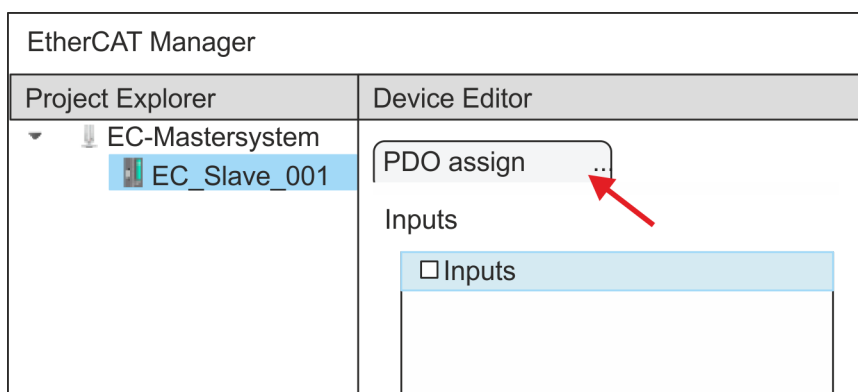 EtherCAT Manager
Project Explorer
Device Editor
EC-Mastersystem
EC_Slave_001
PDO assign ...
Inputs
Inputs